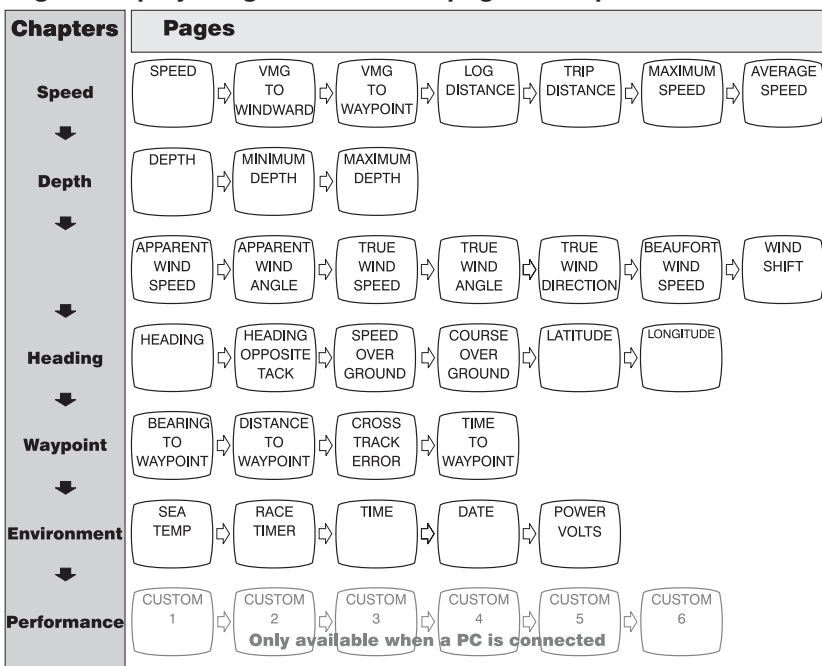 Chapters
Pages
Speed
SPEED
VMG
TO
WINDWARD
VMG
TO
WAYPOINT
LOG
DISTANCE
TRIP
DISTANCE
MAXIMUM
SPEED
AVERAGE
SPEED
Depth
DEPTH
MINIMUM
DEPTH
MAXIMUM
DEPTH
APPARENT
WIND
SPEED
APPARENT
WIND
ANGLE
TRUE
WIND
SPEED
TRUE
WIND
ANGLE
TRUE
WIND
DIRECTION
BEAUFORT
WIND
SPEED
WIND
SHIFT
Heading
HEADING
HEADING
OPPOSITE
TACK
SPEED
OVER
GROUND
COURSE
OVER
GROUND
LATITUDE
LONGITUDE
Waypoint
BEARING
TO
WAYPOINT
DISTANCE
TO
WAYPOINT
CROSS
TRACK
ERROR
TIME
TO
WAYPOINT
Environment
SEA
TEMP
RACE
TIMER
TIME
DATE
POWER
VOLTS
Performance
CUSTOM
1
CUSTOM
2
CUSTOM
3
CUSTOM
4
CUSTOM
5
CUSTOM
6
Only available when a PC is connected